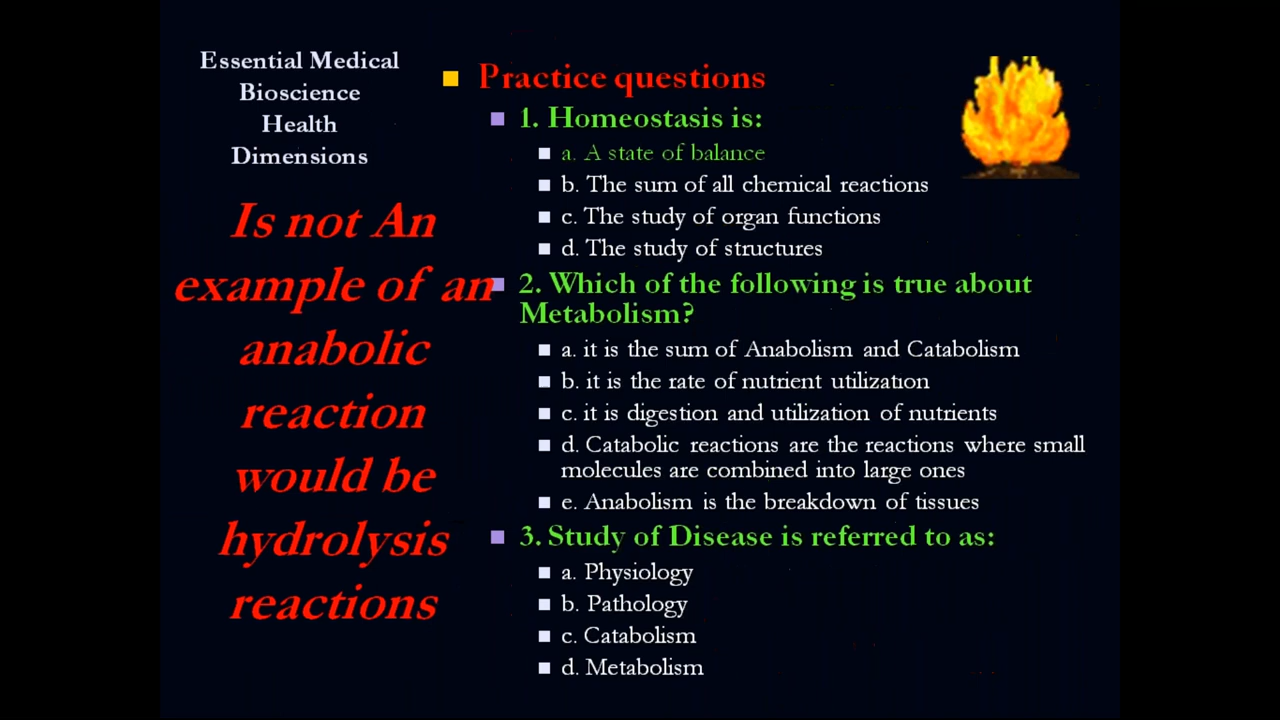 Essential Medical
Bioscience
Health
Dimensions
Is not An
example of an
anabolic
reaction
would be
hydrolysis
reactions
Practice questions
1. Homeostasis is:
a. A state of balance
b. The sum of all chemical reactions
c. The study of organ functions
d. The study of structures
2. Which of the following is true about
Metabolism?
a. it is the sum of Anabolism and Catabolism
b. it is the rate of nutrient utilization
c. it is digestion and utilization of nutrients
d. Catabolic reactions are the reactions where small
molecules are combined into large ones
e. Anabolism is the breakdown of tissues
3. Study of Disease is referred to as:
a. Physiology
b. Pathology
c. Catabolism
d. Metabolism